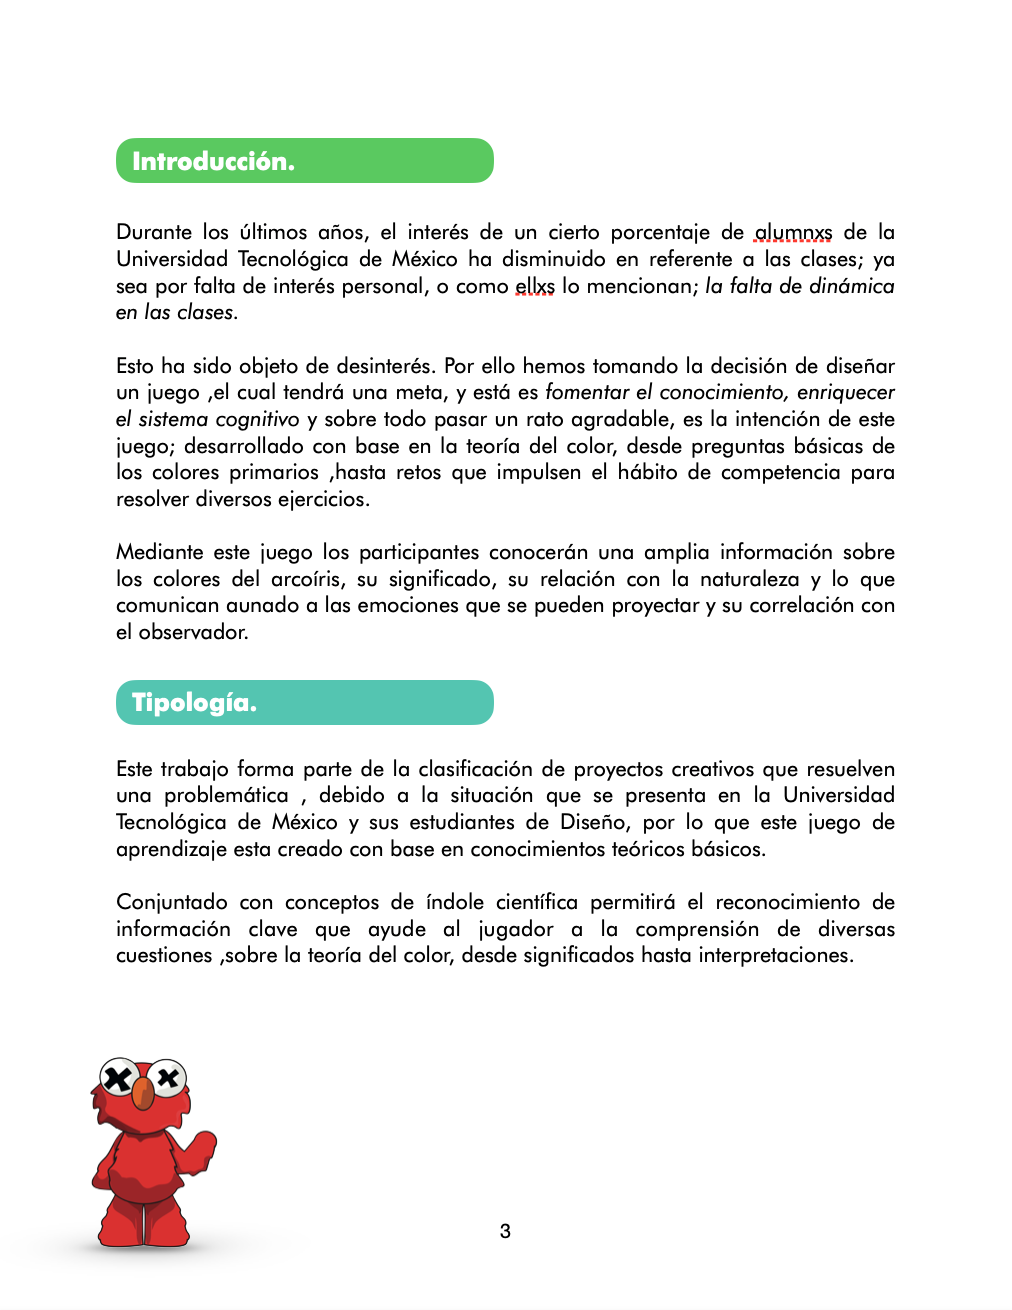 Introducción.
Durante los últimos años, el interés de un cierto porcentaje de alumnxs de la
Universidad Tecnológica de México ha disminuido en referente a las clases; ya
sea por falta de interés personal, o como ellxs lo mencionan; la falta de dinámica
en las clases.
Esto ha sido objeto de desinterés. Por ello hemos tomando la decisión de diseñar
un juego ,el cual tendrá una meta, y está es fomentar el conocimiento, enriquecer
el sistema cognitivo y sobre todo pasar un rato agradable, es la intención de este
juego; desarrollado con base en la teoría del color, desde preguntas básicas de
los colores primarios ,hasta retos que impulsen el hábito de competencia para
resolver diversos ejercicios.
Mediante este juego los participantes conocerán una amplia información sobre
los colores del arcoíris, su significado, su relación con la naturaleza y lo que
comunican aunado a las emociones que se pueden proyectar y su correlación con
el observador.
Tipología.
Este trabajo forma parte de la clasificación de proyectos creativos que resuelven
una problemática , debido a la situación que se presenta en la Universidad
Tecnológica de México y sus estudiantes de Diseño, por lo que este juego de
aprendizaje esta creado con base en conocimientos teóricos básicos.
Conjuntado con conceptos de índole científica permitirá el reconocimiento de
información clave que ayude al jugador a la comprensión de diversas
cuestiones ,sobre la teoría del color, desde significados hasta interpretaciones.
3